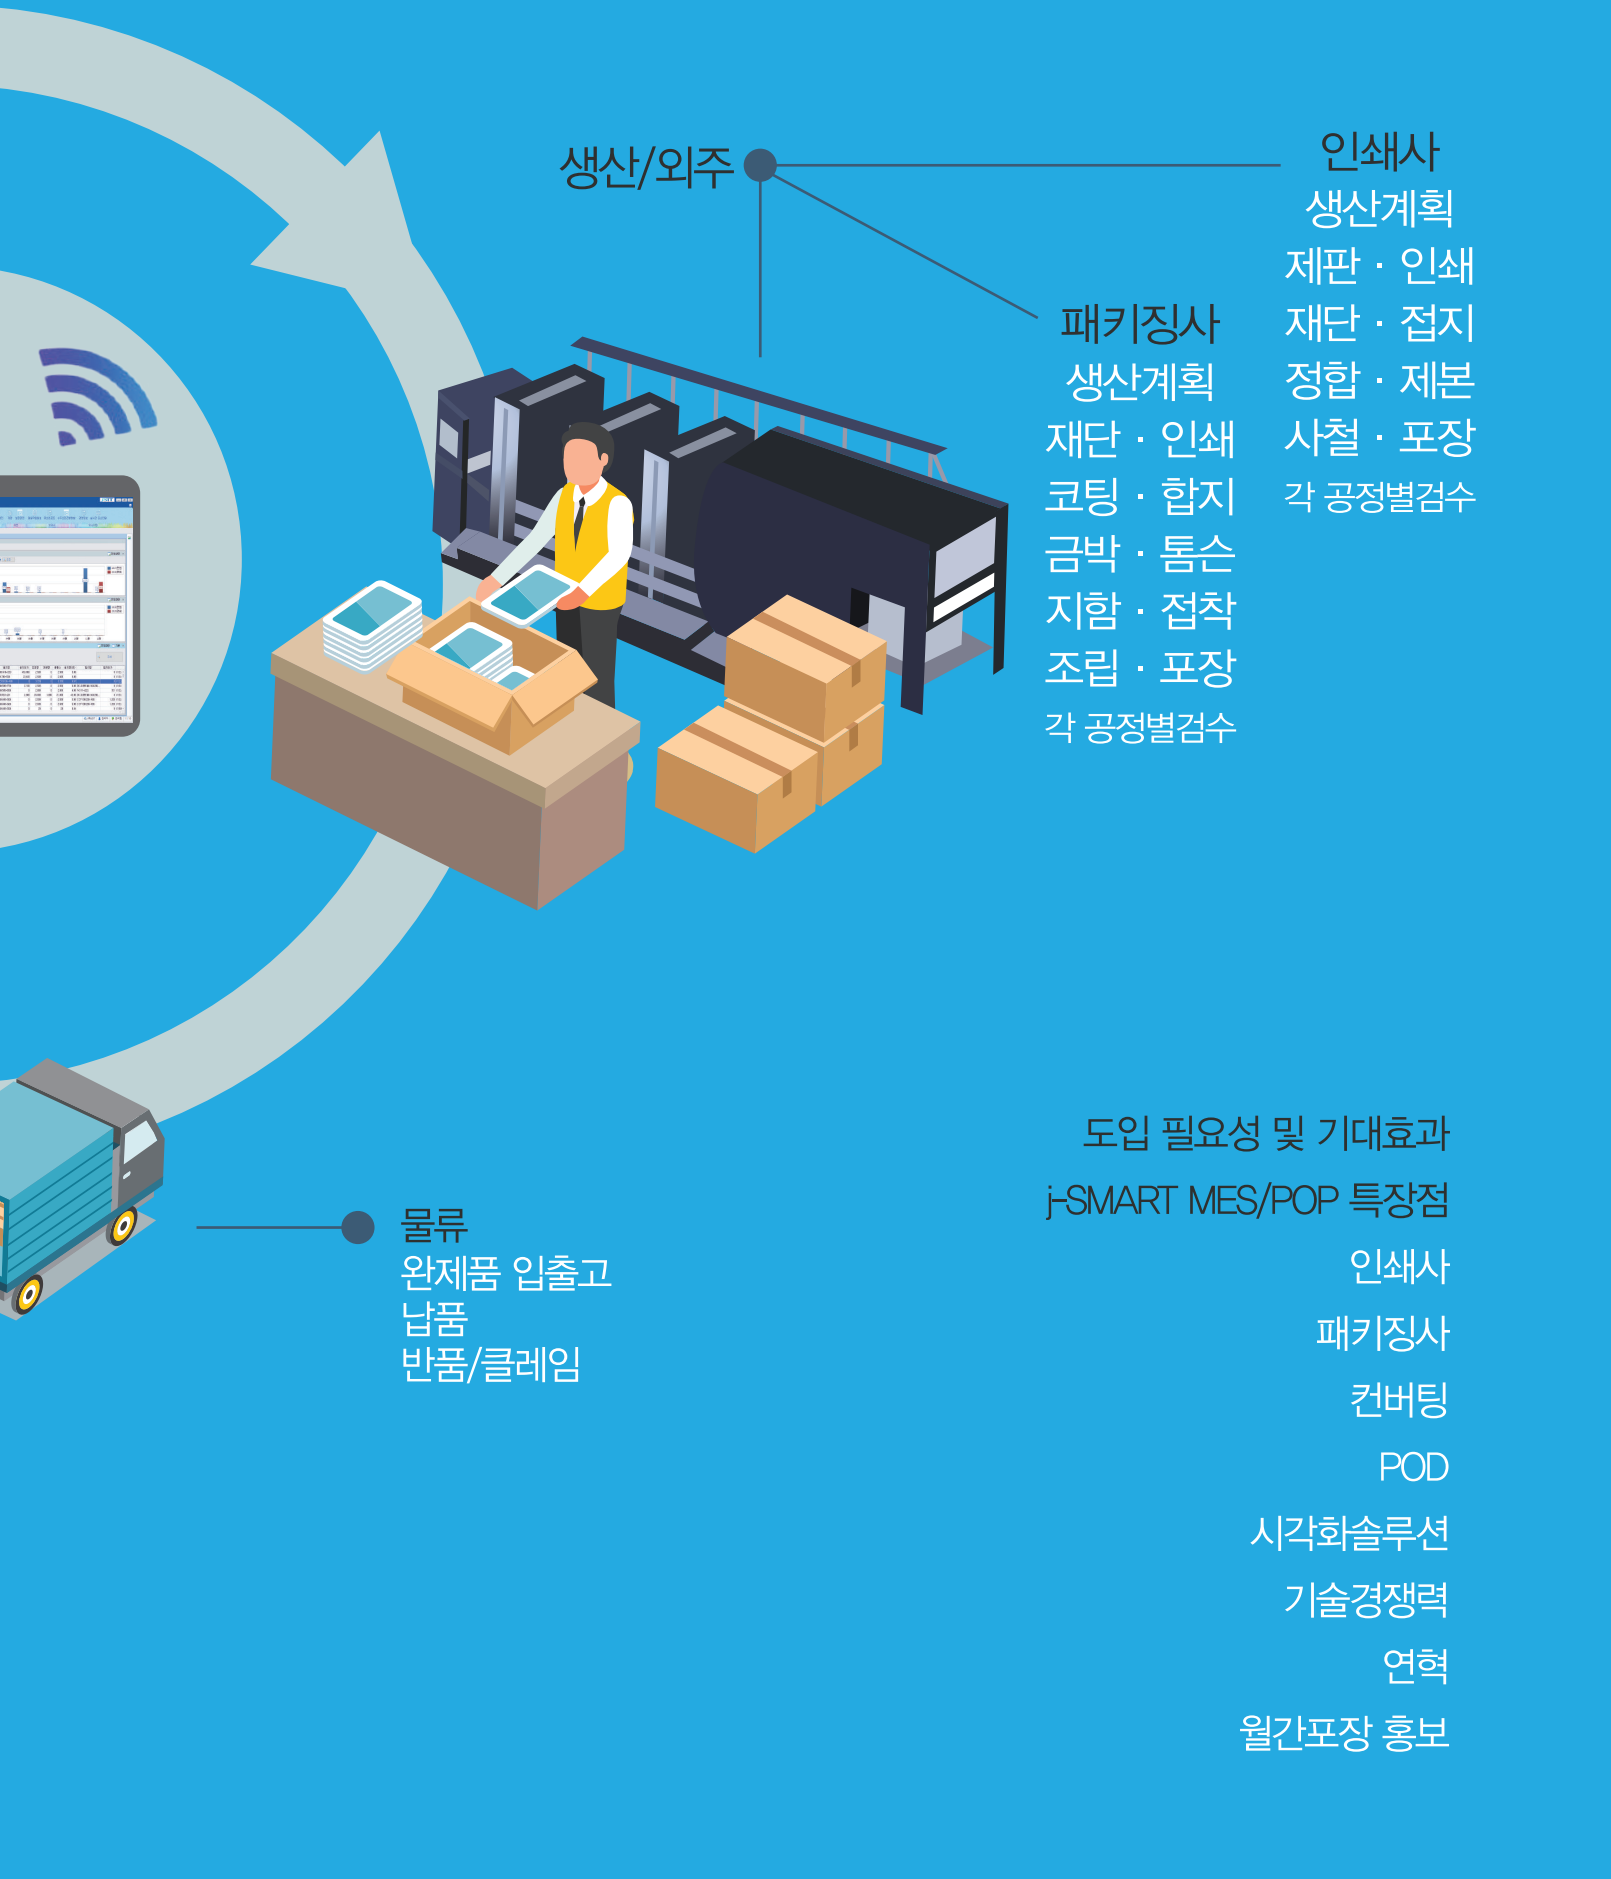 생산/외주
인쇄사
생산계획
제판 · 인쇄
재단 · 접지
정합 · 제본
사철 · 포장
각 공정별검수
패키징사
생산계획
재단 · 인쇄
코팅 · 합지
금박 · 톰슨
지함 · 접착
조립 · 포장
각 공정별검수
물류
완제품 입출고
납품
반품/클레임
도입 필요성 및 기대효과
j-SMART MES/POP 특장점
인쇄사
패키징사
컨버팅
POD
시각화솔루션
기술경쟁력
연혁
월간포장 홍보